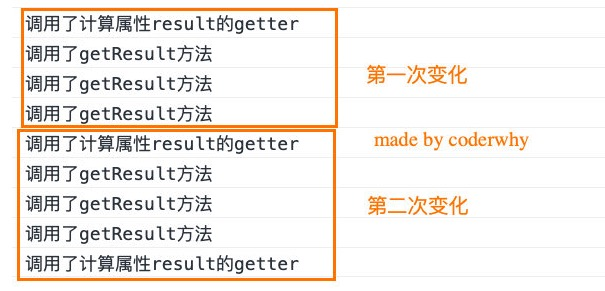 调用了计算属性result的getter
调用了getResult方法
调用了getResult方法
调用了getResult方法
第一次变化
调用了计算属性result的getter
made by coderwhy
调用了getResult方法
调用了getResult方法
第二次变化
调用了getResult方法
调用了计算属性result的getter